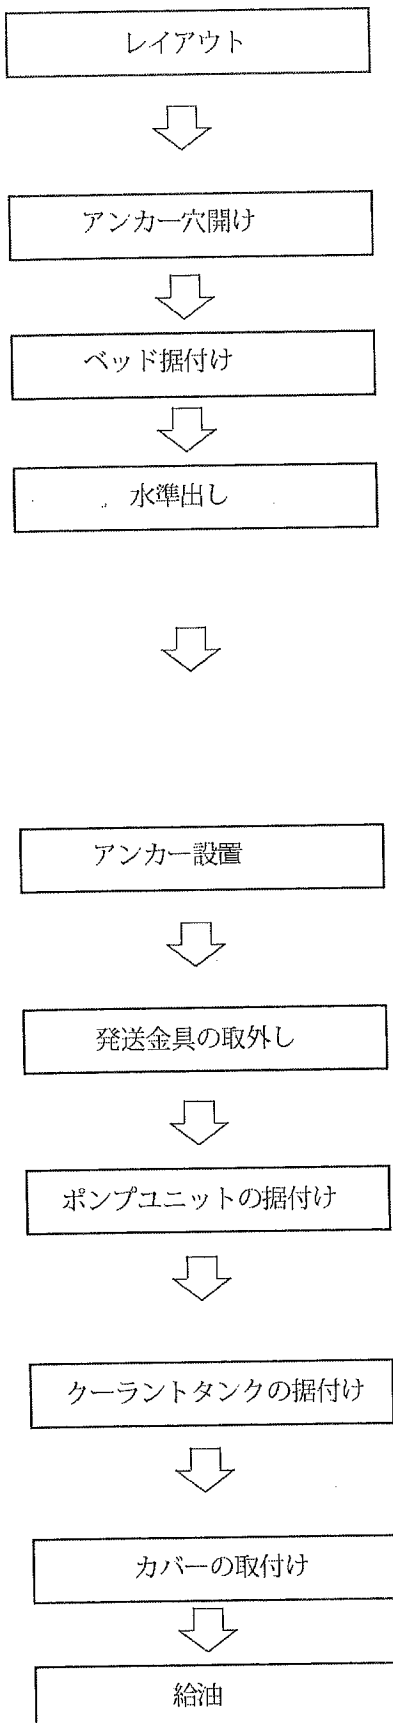 レイアウト
アンカー穴開け
ベッド据付け
水準出し
アンカー設置
発送金具の取外し
ポンプユニットの据付け
クーラントタンクの据付け
カバーの取付け
給油